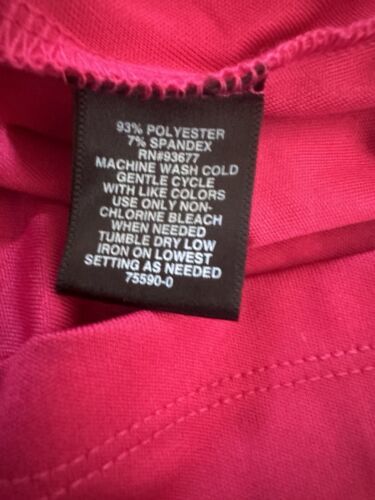 93% POLYESTER
7% SPANDEX
RN#93677
MACHINE WASH COLD
GENTLE CYCLE
WITH LIKE COLORS
USE ONLY NON-
CHLORINE BLEACH
WHEN NEEDED
TUMBLE DRY LOW
IRON ON LOWEST
SETTING AS NEEDED
75590-0